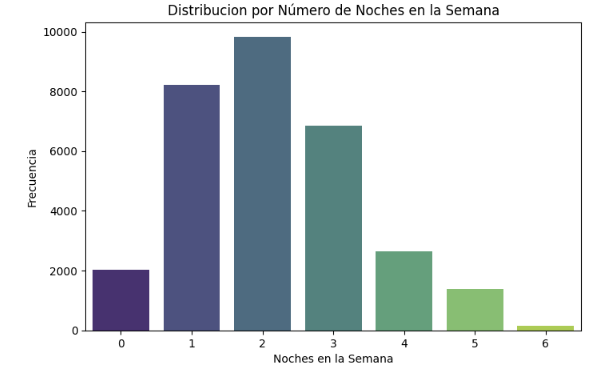 Distribucion por Número de Noches en la Semana
10000
8000
6000
4000
2000
0
Frecuencia
0 1 2 3 4 5 6
Noches en la Semana